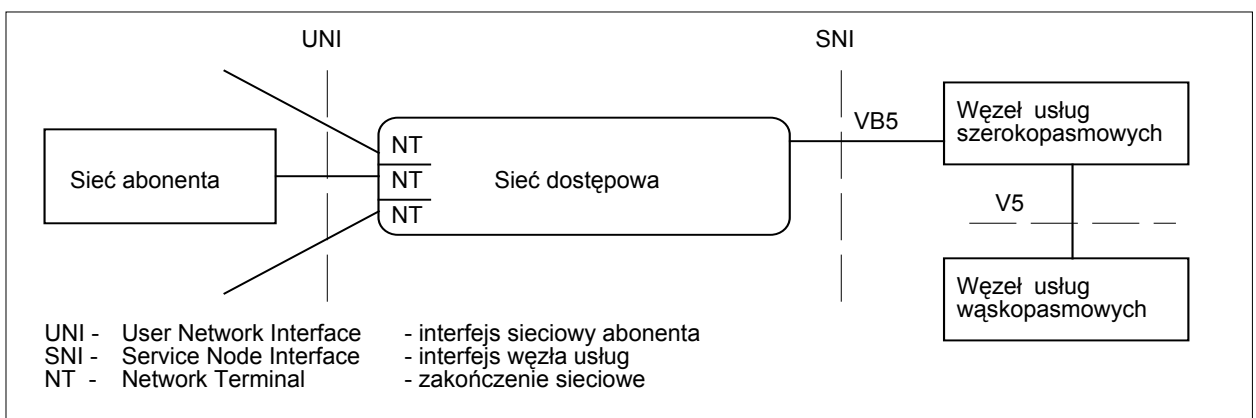 UNI
SNI
VB5
Węzeł usług
szerokopasmowych
NT
Sieć abonenta
NT
Sieć dostępowa
NT
V5
Węzeł usług
wąskopasmowych
UNI - User Network Interface - interfejs sieciowy abonenta
SNI - Service Node Interface - interfejs węzła usług
NT - Network Terminal - zakończenie sieciowe